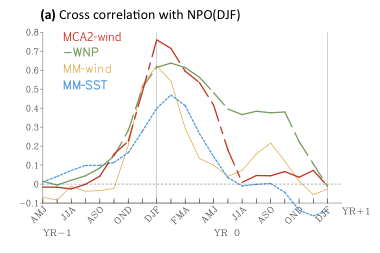 (a) Cross correlation with NPO(DJF)
0.8
0.7
0.6
0.5
0.4
0.3
0.2
0.1
0
−0.1
MCA2-wind
−WNP
MM-wind
MM-SST
AMJ JJA ASO OND DJF FMA AMJ JJA ASO OND DJF YR+1
YR−1 YR 0